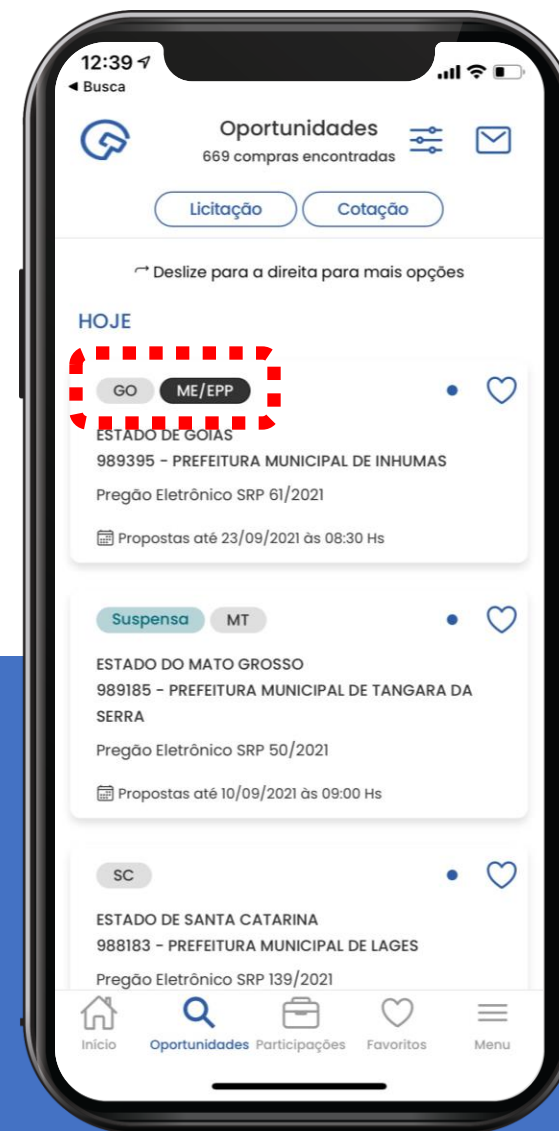 12:39
◀ Busca
Oportunidades
669 compras encontradas
Licitação Cotação
Deslize para a direita para mais opções
HOJE
GO ME/EPP
ESTADO DE GOIAS
989395 - PREFEITURA MUNICIPAL DE INHUMAS
Pregão Eletrônico SRP 61/2021
Propostas até 23/09/2021 às 08:30 Hs
Suspensa MT
ESTADO DO MATO GROSSO
989185 - PREFEITURA MUNICIPAL DE TANGARA DA
SERRA
Pregão Eletrônico SRP 50/2021
Propostas até 10/09/2021 às 09:00 Hs
SC
ESTADO DE SANTA CATARINA
988183 - PREFEITURA MUNICIPAL DE LAGES
Pregão Eletrônico SRP 139/2021
Início Oportunidades Participações Favoritos Menu